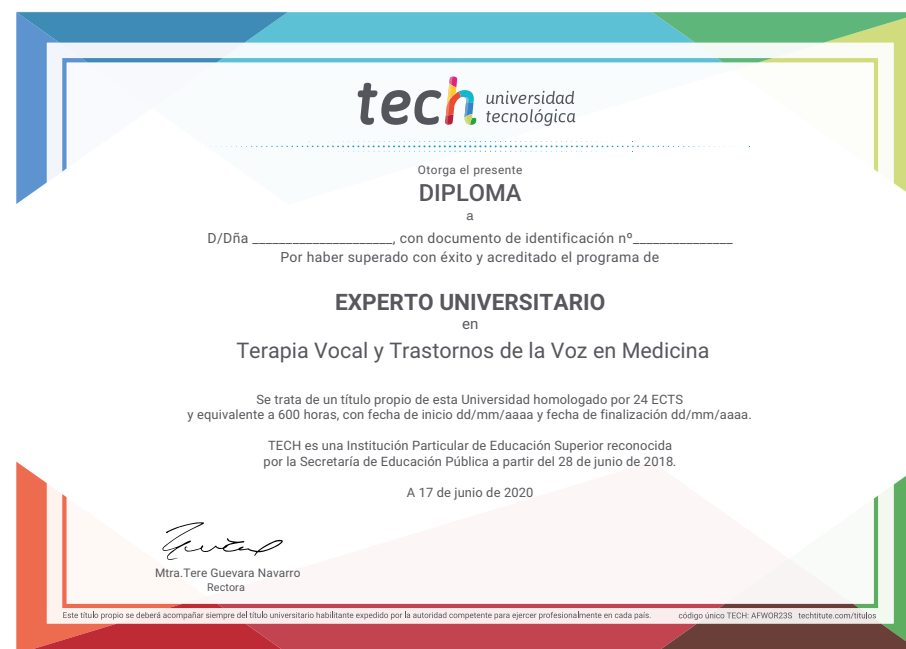 tech universidad
tecnológica
Otorga el presente
DIPLOMA
a
D/Dña _____________________, con documento de identificación nº_______________
Por haber superado con éxito y acreditado el programa de
EXPERTO UNIVERSITARIO
en
Terapia Vocal y Trastornos de la Voz en Medicina
Se trata de un título propio de esta Universidad homologado por 24 ECTS
y equivalente a 600 horas, con fecha de inicio dd/mm/aaaa y fecha de finalización dd/mm/aaaa.
TECH es una Institución Particular de Educación Superior reconocida
por la Secretaría de Educación Pública a partir del 28 de junio de 2018.
A 17 de junio de 2020
Mtra.Tere Guevara Navarro
Rectora
Este título propio se deberá acompañar siempre del título universitario habilitante expedido por la autoridad competente para ejercer profesionalmente en cada país. código único TECH: AFWOR23S techtitute.com/titulos